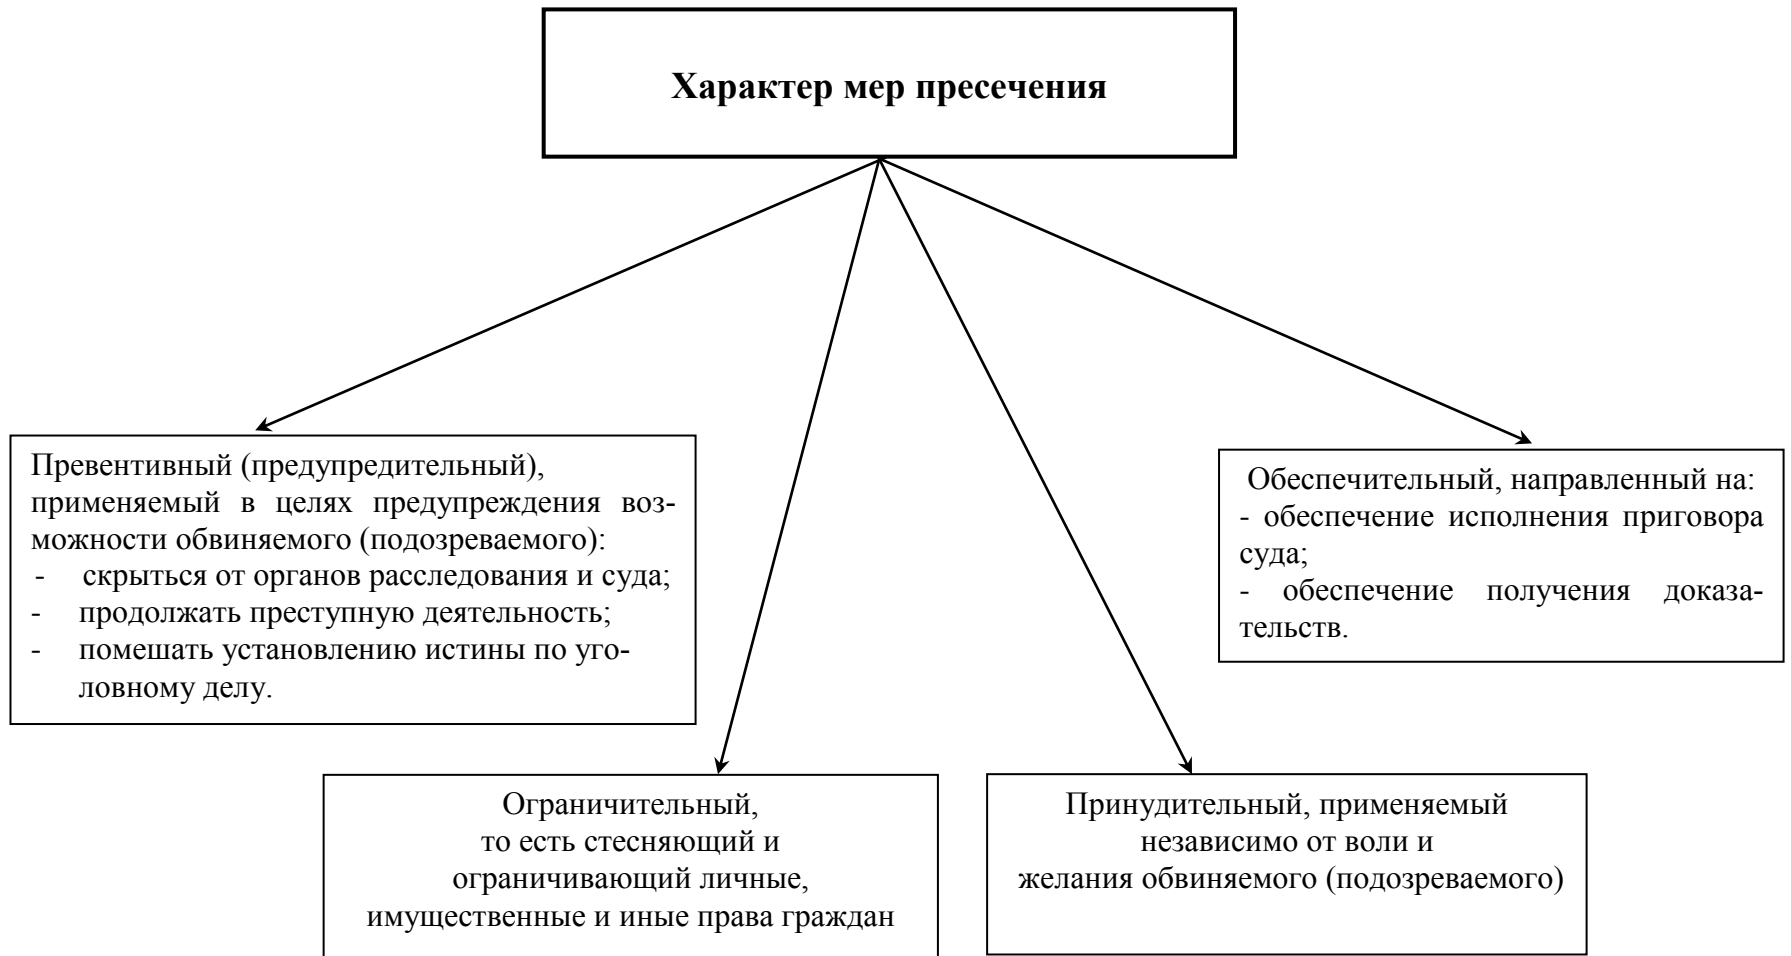 Характер мер пресечения
Превентивный (предупредительный),
применяемый в целях предупреждения воз-
можности обвиняемого (подозреваемого):
- скрыться от органов расследования и суда;
- продолжать преступную деятельность;
- помешать установлению истины по уго-
ловному делу.
Обеспечительный, направленный на:
- обеспечение исполнения приговора
суда;
- обеспечение получения доказа-
тельств.
Ограничительный,
то есть стесняющий и
ограничивающий личные,
имущественные и иные права граждан
Принудительный, применяемый
независимо от воли и
желания обвиняемого (подозреваемого)